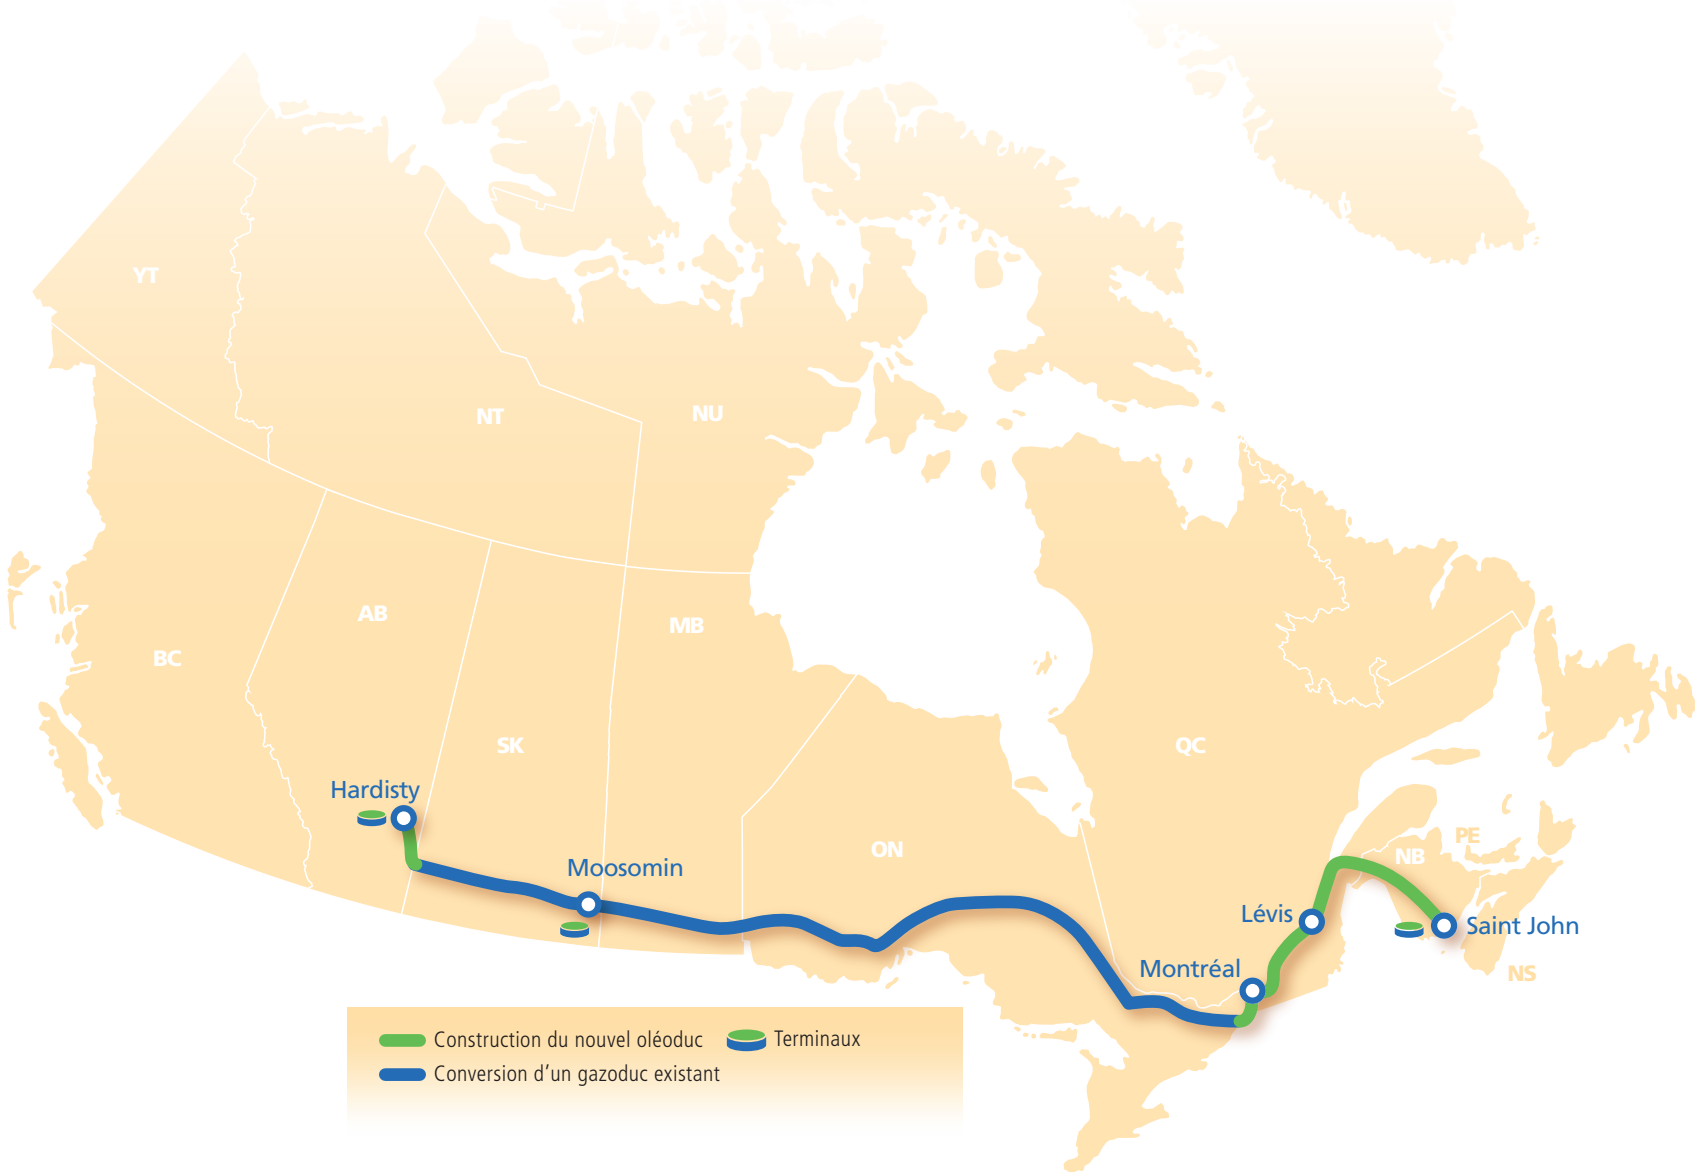 YT
NT
NU
AB
MB
BC
SK
QC
Hardisty
PE
ON
NB
Moosomin
Lévis
Saint John
Montréal
NS
Construction du nouvel oléoduc
Terminaux
Conversion d’un gazoduc existant